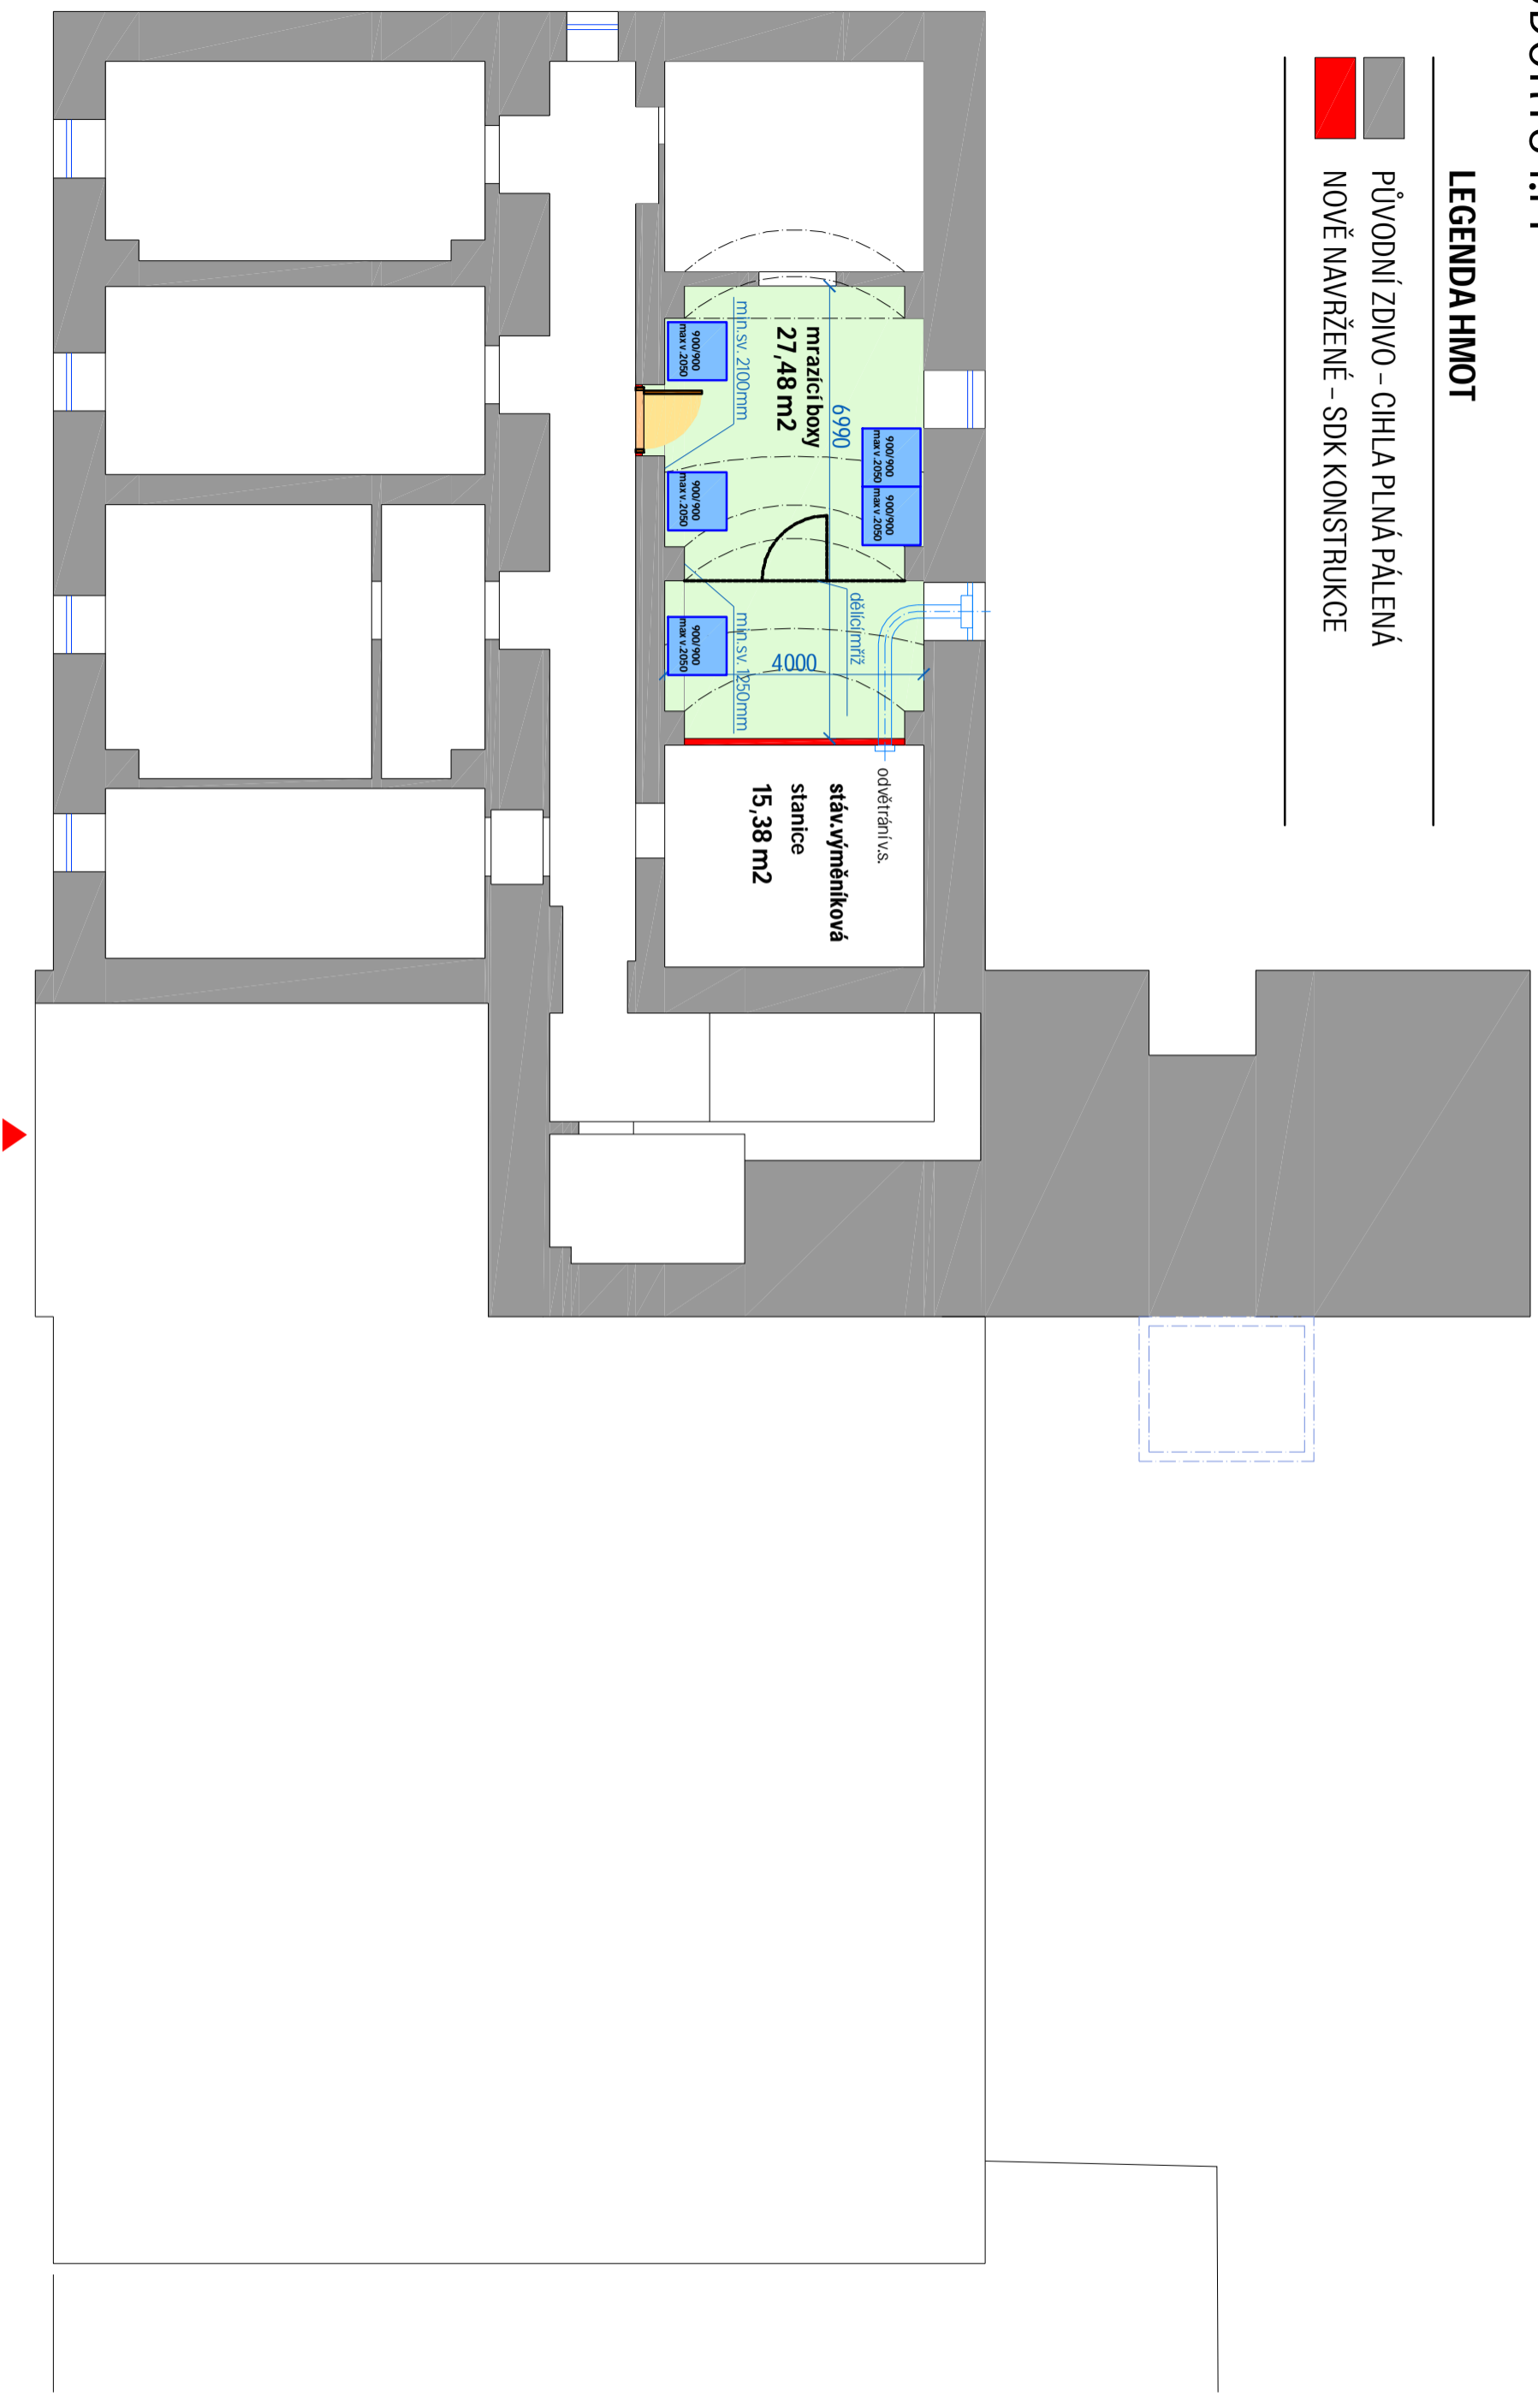 LEGENDA HMOT
PŮVODNÍ ZDIVO – CIHLA PLNÁ PÁLENÁ
NOVĚ NAVRŽENÉ – SDK KONSTRUKCE
900/900
max v.2050
900/900
max v.2050
6990
mrazící boxy
27,48 m2
min.sv. 2100mm
900/900
max v.2050
900/900
max v.2050
dělící mříž
4000
min.sv. 1250mm
900/900
max v.2050
odvětrání v.s.
stáv.výměníková
stanice
15,38 m2